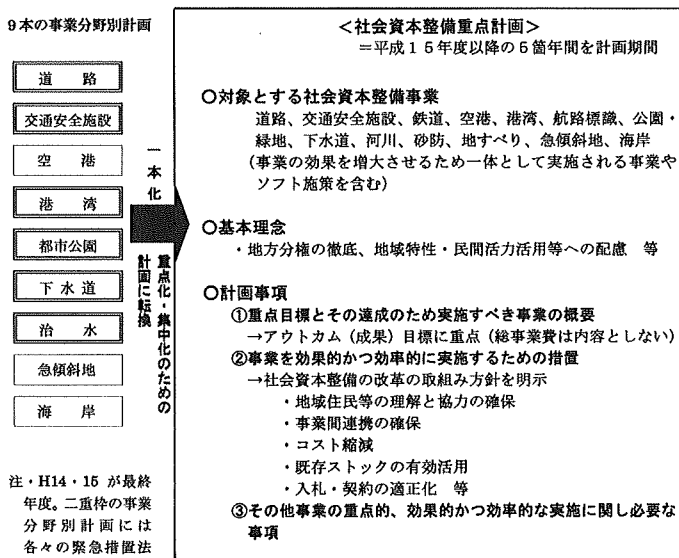 9本の事業分野別計画
道　路
交通安全施設
空　港
港　湾
都市公園
下水道
治　水
急傾斜地
海　岸
注・H14・15 が最終
年度。二重枠の事業
分野別計画には
各々の緊急措置法
一本化
重点化・集中化のための
計画に転換
＜社会資本整備重点計画＞
＝平成１５年度以降の５箇年間を計画期間
○対象とする社会資本整備事業
道路、交通安全施設、鉄道、空港、港湾、航路標識、公園・
緑地、下水道、河川、砂防、地すべり、急傾斜地、海岸
（事業の効果を増大させるため一体として実施される事業や
ソフト施策を含む）
○基本理念
・地方分権の徹底、地域特性・民間活力活用等への配慮　等
○計画事項
①重点目標とその達成のため実施すべき事業の概要
→アウトカム（成果）目標に重点（総事業費は内容としない）
②事業を効果的かつ効率的に実施するための措置
→社会資本整備の改革の取組み方針を明示
・地域住民等の理解と協力の確保
・事業間連携の確保
・コスト縮減
・既存ストックの有効活用
・入札・契約の適正化　等
③その他事業の重点的、効果的かつ効率的な実施に関し必要な
事項